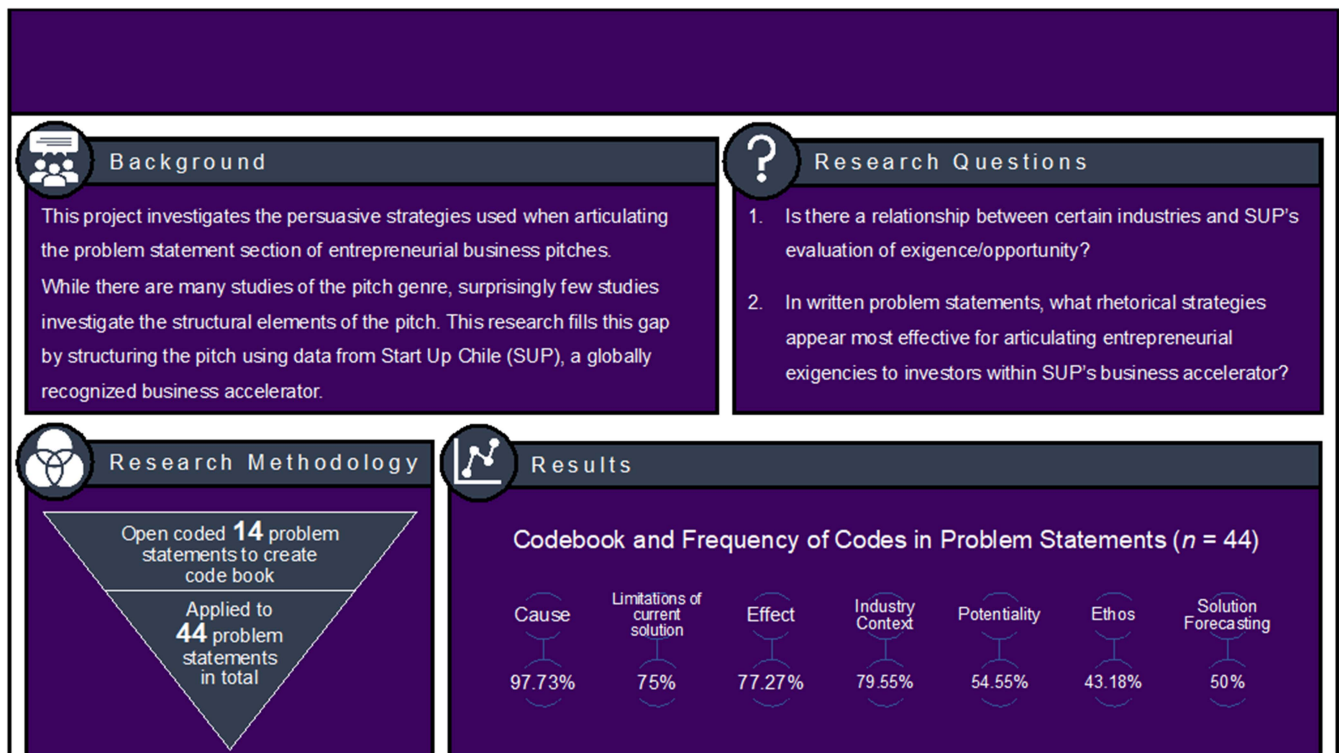 Background
This project investigates the persuasive strategies used when articulating
the problem statement section of entrepreneurial business pitches.
While there are many studies of the pitch genre, surprisingly few studies
investigate the structural elements of the pitch. This research fills this gap
by structuring the pitch using data from Start Up Chile (SUP), a globally
recognized business accelerator.
Research Questions
1. Is there a relationship between certain industries and SUP's
evaluation of exigence/opportunity?
2. In written problem statements, what rhetorical strategies
appear most effective for articulating entrepreneurial
exigencies to investors within SUP's business accelerator?
Research Methodology
Open coded 14 problem
statements to create
code book
Applied to
44 problem
statements
in total
Results
Codebook and Frequency of Codes in Problem Statements (n = 44)
Cause
97.73%
Limitations of
current
solution
75%
Effect
77.27%
Industry
Context
79.55%
Potentiality
54.55%
Ethos
43.18%
Solution
Forecasting
50%